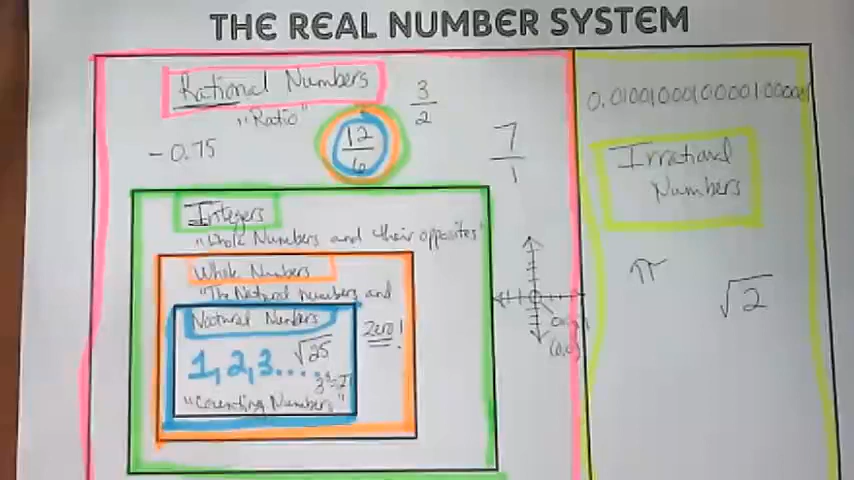 THE REAL NUMBER SYSTEM
Rational Numbers
"Ratio"
3/2
-0.75
12/6
7/1
Integers
"Whole Numbers and their opposites"
Whole Numbers
"The Natural numbers and
Zero!
Natural Numbers
1, 2, 3....
√25
"Counting Numbers"
Origin
(0,0)
Irrational
Numbers
π
√2